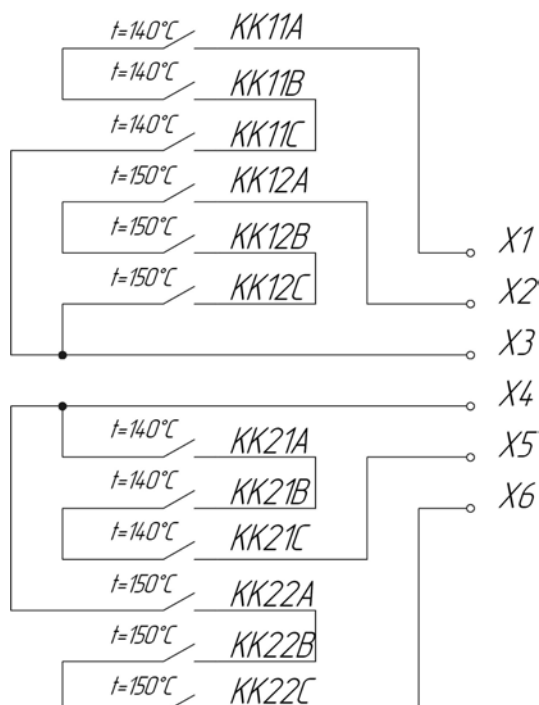 t=140°C KK11A
t=140°C KK11B
t=140°C KK11C
t=150°C KK12A
t=150°C KK12B
t=150°C KK12C
X1
X2
X3
X4
X5
X6
t=140°C KK21A
t=140°C KK21B
t=140°C KK21C
t=150°C KK22A
t=150°C KK22B
t=150°C KK22C